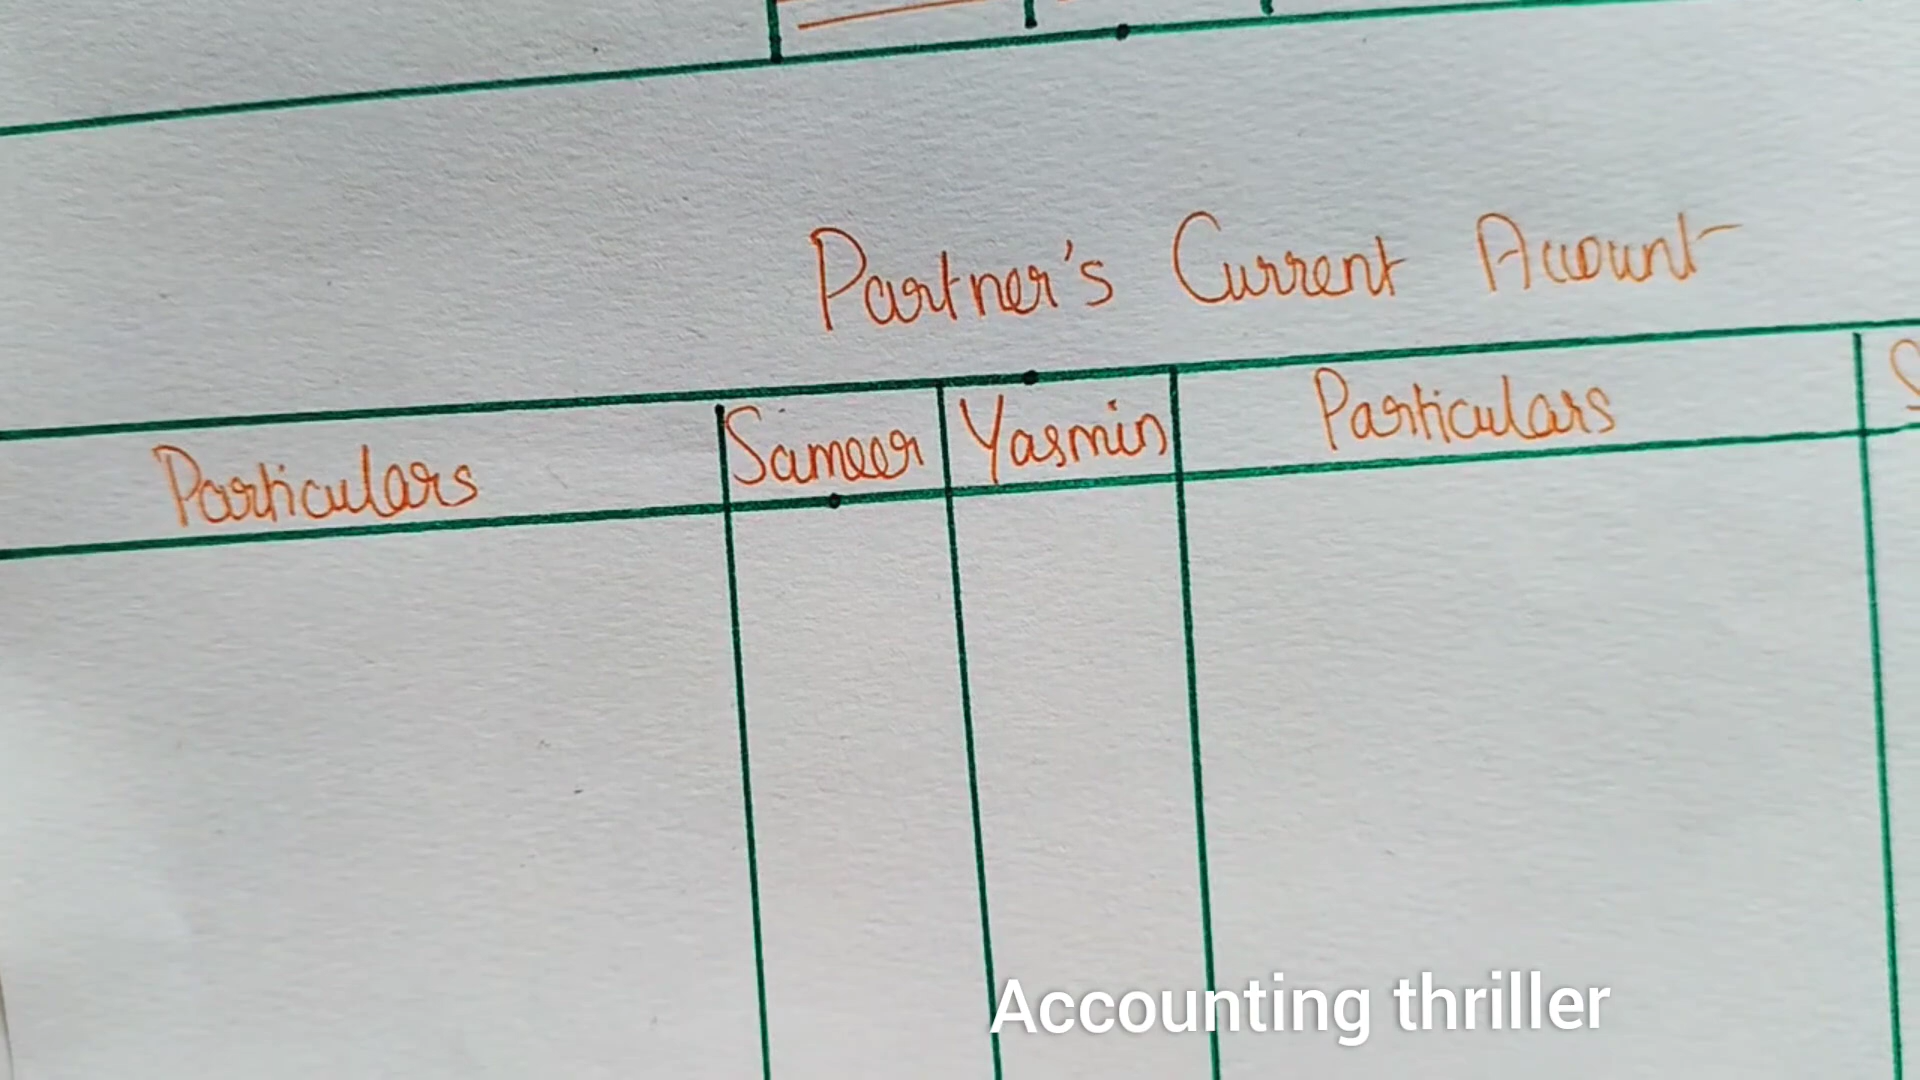 Partner's Current Account
Particulars Sameer Yasmin Particulars S
Accounting thriller